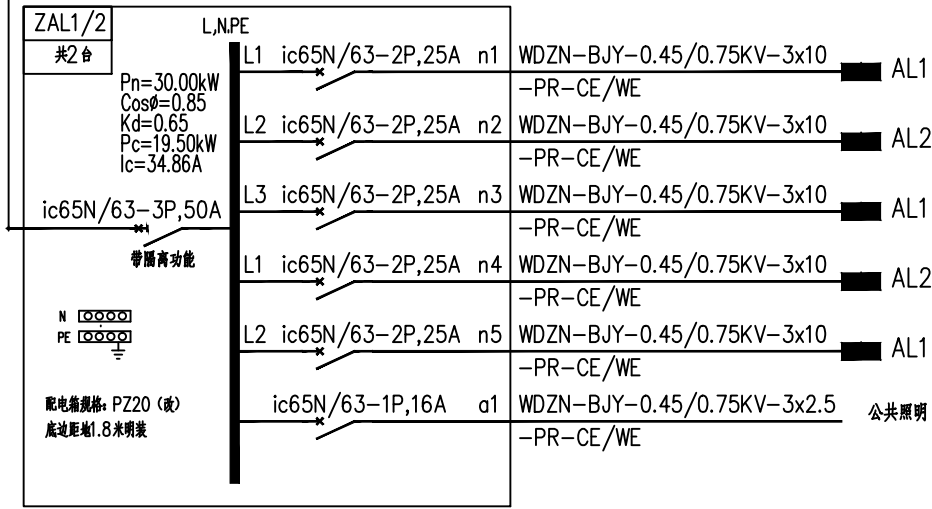 ZAL1/2
共2台
L,N.PE
Pn=30.00kW
CosØ=0.85
Kd=0.65
Pc=19.50kW
Ic=34.86A
ic65N/63-3P,50A
带隔离功能
N
PE
配电箱规格: PZ20 (改)
底边距地1.8米明装
L1 ic65N/63-2P,25A n1 WDZN-BJY-0.45/0.75KV-3x10 AL1
-PR-CE/WE
L2 ic65N/63-2P,25A n2 WDZN-BJY-0.45/0.75KV-3x10 AL2
-PR-CE/WE
L3 ic65N/63-2P,25A n3 WDZN-BJY-0.45/0.75KV-3x10 AL1
-PR-CE/WE
L1 ic65N/63-2P,25A n4 WDZN-BJY-0.45/0.75KV-3x10 AL2
-PR-CE/WE
L2 ic65N/63-2P,25A n5 WDZN-BJY-0.45/0.75KV-3x10 AL1
-PR-CE/WE
ic65N/63-1P,16A a1 WDZN-BJY-0.45/0.75KV-3x2.5 公共照明
-PR-CE/WE